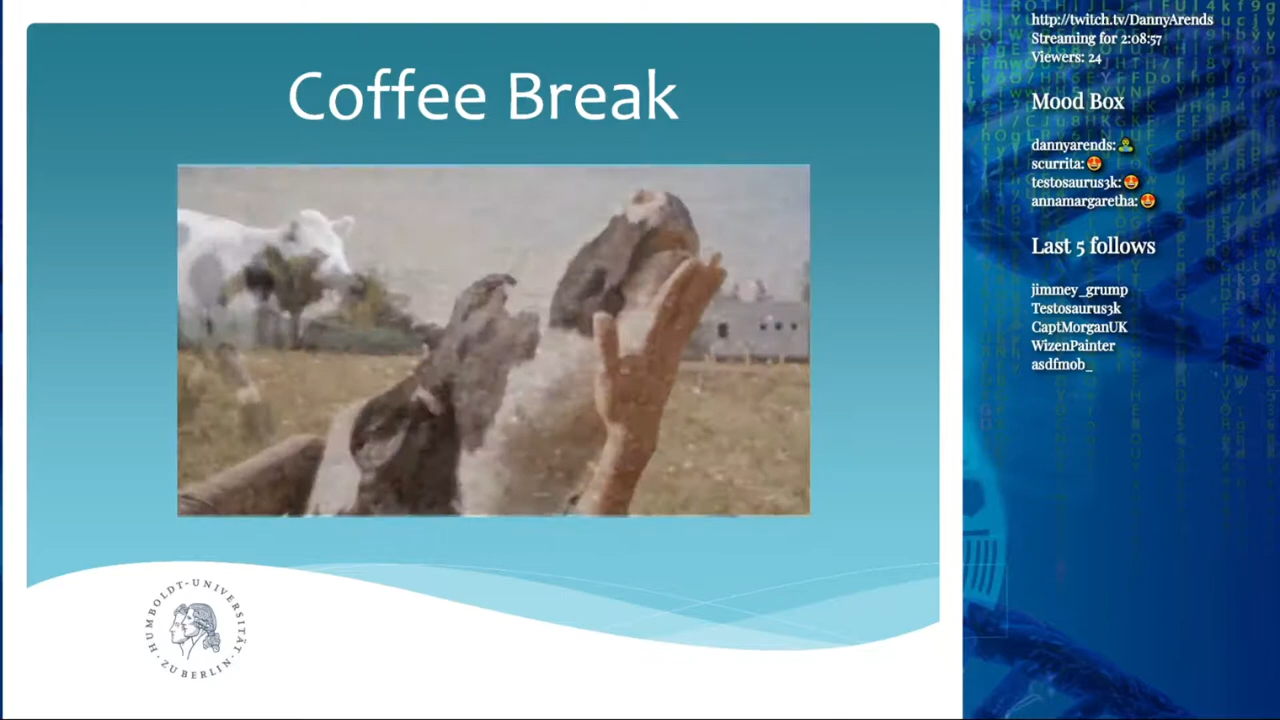 Coffee Break
HUMBOLDT-UNIVERSITÄT
ZU BERLIN
http://twitch.tv/DannyArends
Streaming for 2:08:57
Viewers: 24
Mood Box
dannyarends:
scurrita:
testosaurus3k:
annamargaretha:
Last 5 follows
jimmey_grump
Testosaurus3k
CaptMorganUK
WizenPainter
asdfmob_